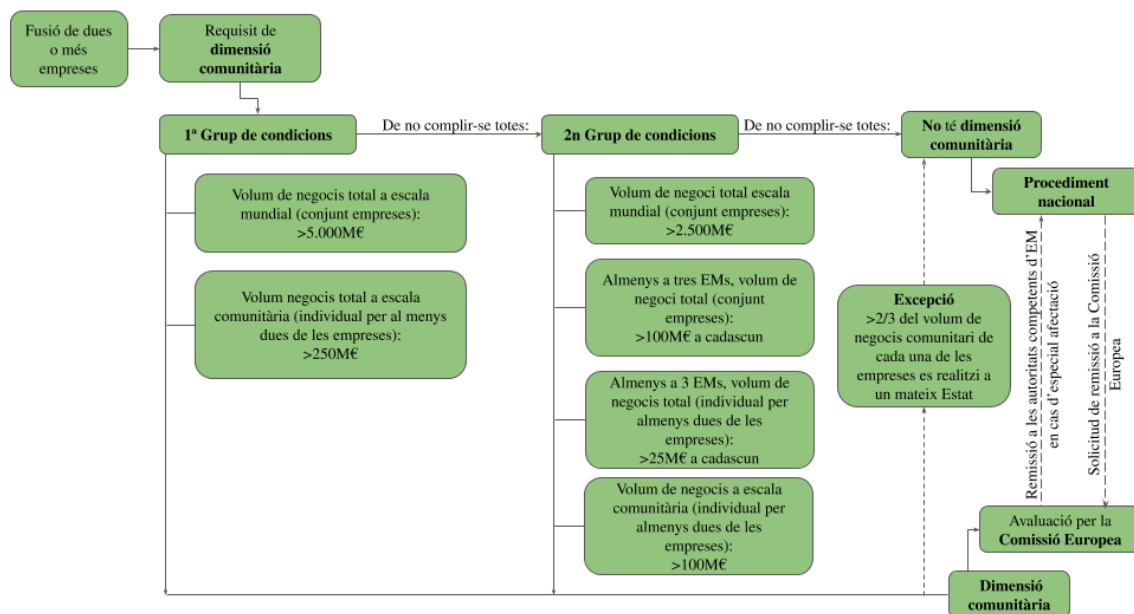 Fusió de dues
o més
empreses
Requisit de
dimensió
comunitària
1ª Grup de condicions
De no complir-se totes:
2n Grup de condicions
De no complir-se totes:
No té dimensió
comunitària
Volum de negocis total a escala
mundial (conjunt empreses):
>5.000M€
Volum negocis total a escala
comunitària (individual per al menys
dues de les empreses):
>250M€
Volum de negoci total escala
mundial (conjunt empreses):
>2.500M€
Almenys a tres EMs, volum de
negoci total (conjunt
empreses):
>100M€ a cadascun
Almenys a 3 EMs, volum de
negocis total (individual per
almenys dues de les
empreses):
>25M€ a cadascun
Volum de negocis a escala
comunitària (individual per
almenys dues de les
empreses):
>100M€
Procediment
nacional
Excepció
>2/3 del volum de
negocis comunitari de
cada una de les
empreses es realitzi a
un mateix Estat
Remissió a les autoritats competents d'EM
en cas d'especial afectació
Solicitud de remissió a la Comissió
Europea
Avaluació per la
Comissió Europea
Dimensió
comunitària